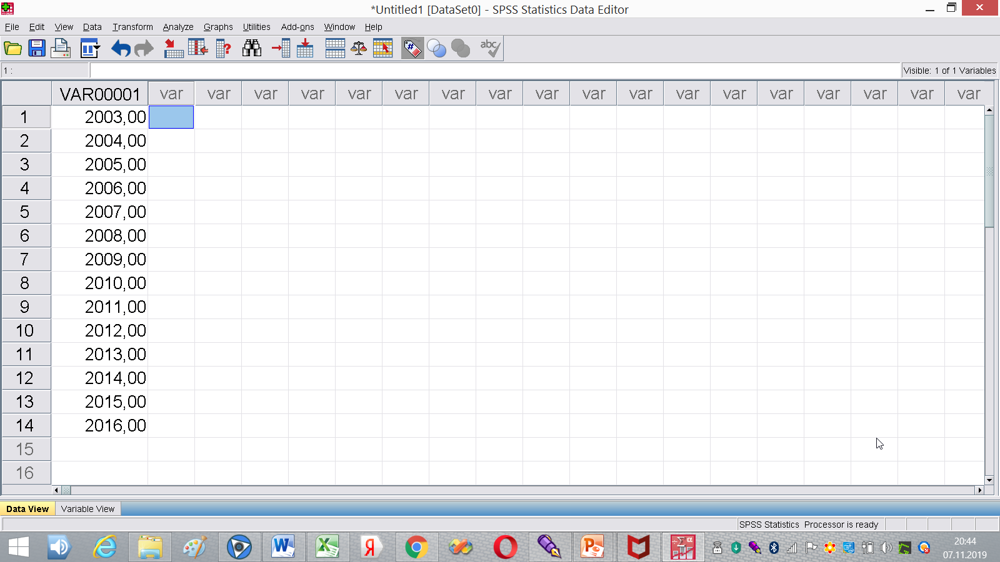 *Untitled1 [DataSet0] - SPSS Statistics Data Editor
File Edit View Data Transform Analyze Graphs Utilities Add-ons Window Help
abc
1 : Visible: 1 of 1 Variables
VAR00001 var var var var var var var var var var var var var var var var var var
1 2003,00
2 2004,00
3 2005,00
4 2006,00
5 2007,00
6 2008,00
7 2009,00
8 2010,00
9 2011,00
10 2012,00
11 2013,00
12 2014,00
13 2015,00
14 2016,00
15
16
Data View Variable View
SPSS Statistics Processor is ready
20:44
07.11.2019